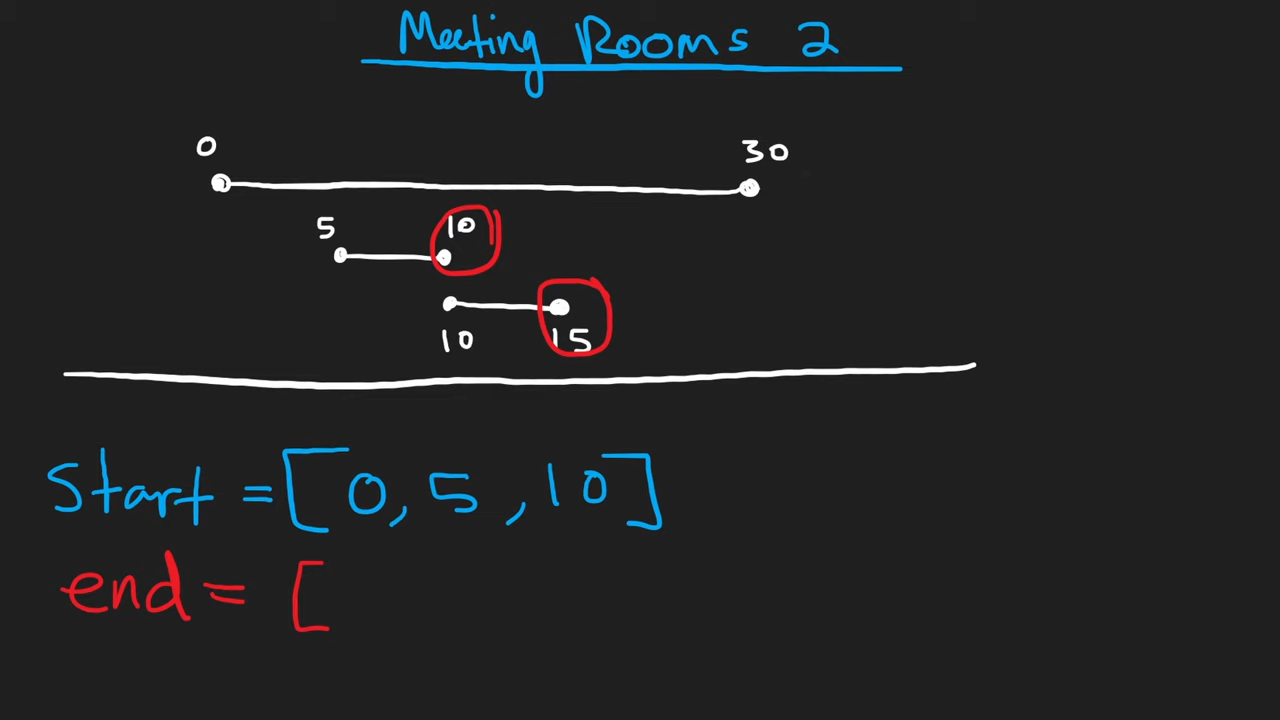 Meeting Rooms 2
0 30
5 10
10 15
Start = [0, 5, 10]
end = [